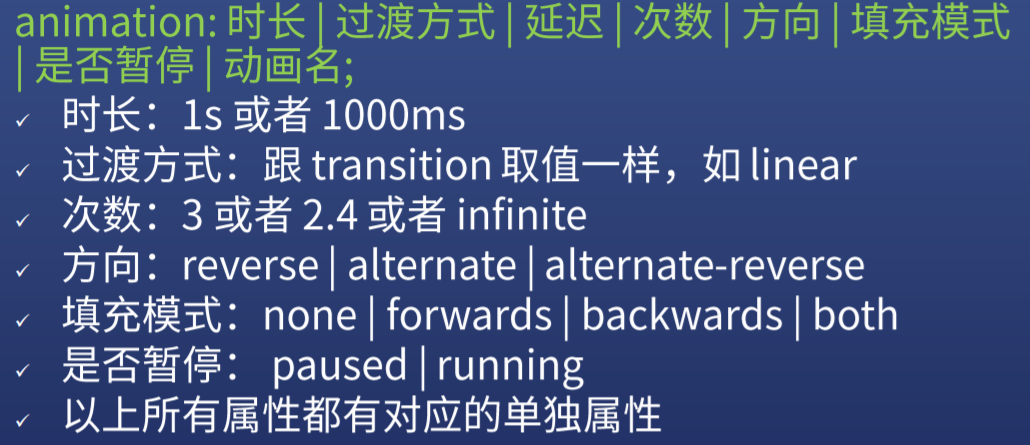 animation: 时长 | 过渡方式 | 延迟 | 次数 | 方向 | 填充模式
| 是否暂停 | 动画名;
✓ 时长：1s 或者 1000ms
✓ 过渡方式：跟 transition 取值一样，如 linear
✓ 次数：3 或者 2.4 或者 infinite
✓ 方向：reverse | alternate | alternate-reverse
✓ 填充模式：none | forwards | backwards | both
✓ 是否暂停： paused | running
✓ 以上所有属性都有对应的单独属性